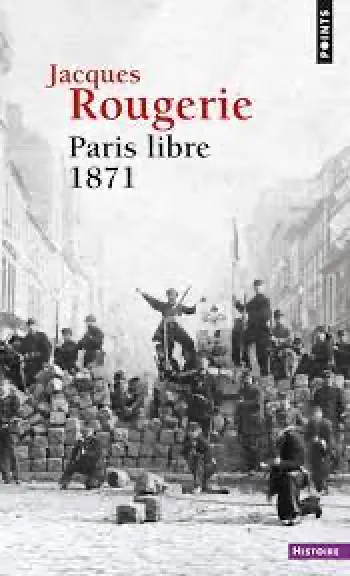 POINTS
Jacques
Rougerie
Paris libre
1871
HISTOIRE